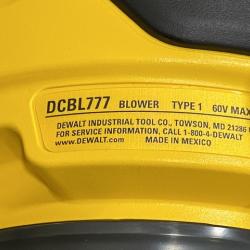 DCBL777 BLOWER TYPE 1 60V MAX
DEWALT INDUSTRIAL TOOL CO., TOWSON, MD 21286
FOR SERVICE INFORMATION, CALL 1-800-4-DEWALT
www.DEWALT.com MADE IN MEXICO